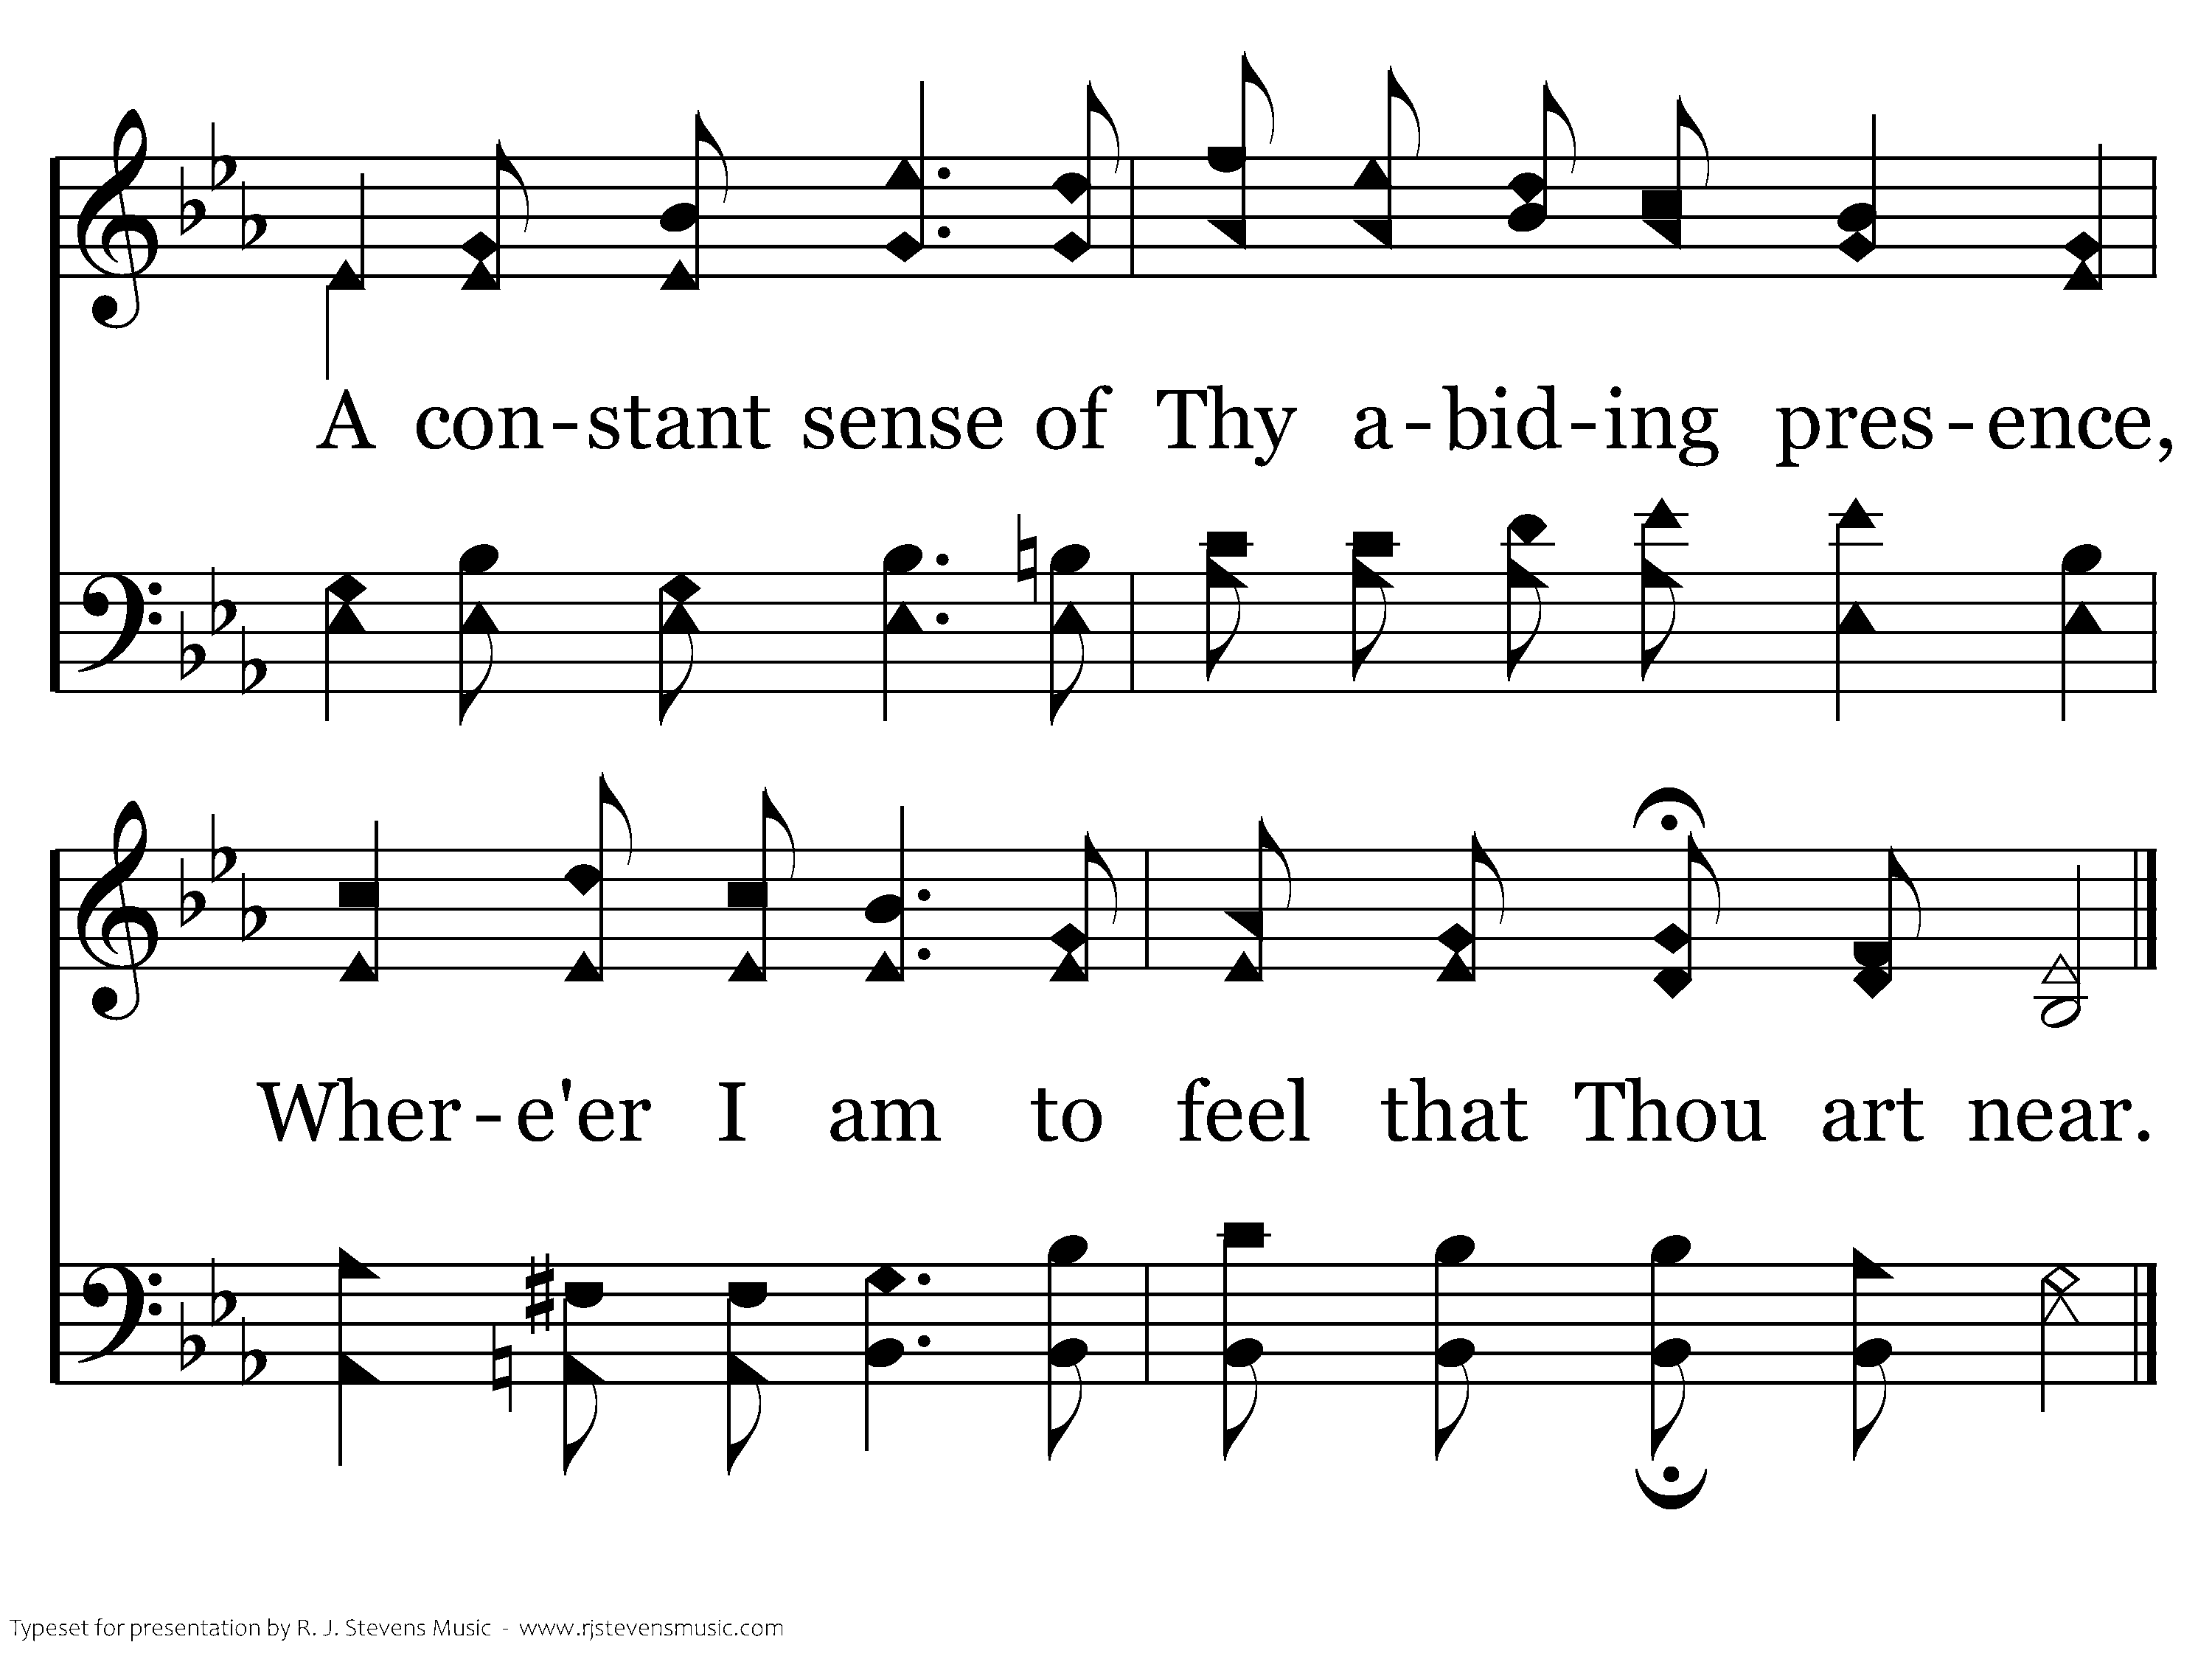 A con-stant sense of Thy a-bid-ing pres-ence,
Wher-e'er I am to feel that Thou art near.
Typeset for presentation by R. J. Stevens Music - www.rjstevensmusic.com